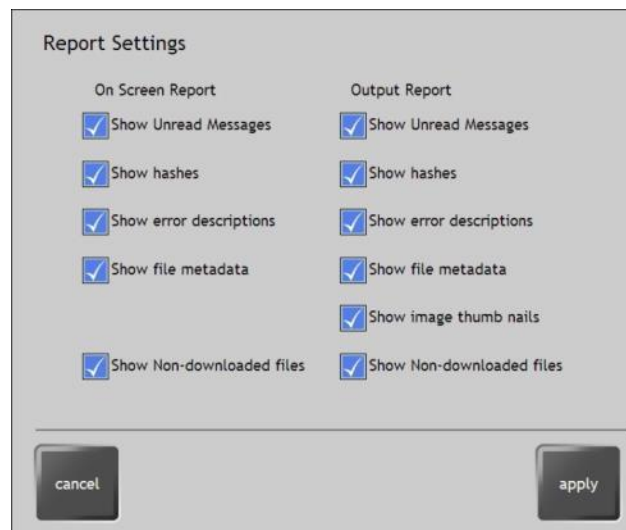 Report Settings
On Screen Report
Output Report
Show Unread Messages
Show Unread Messages
Show hashes
Show hashes
Show error descriptions
Show error descriptions
Show file metadata
Show file metadata
Show image thumb nails
Show Non-downloaded files
Show Non-downloaded files
cancel
apply